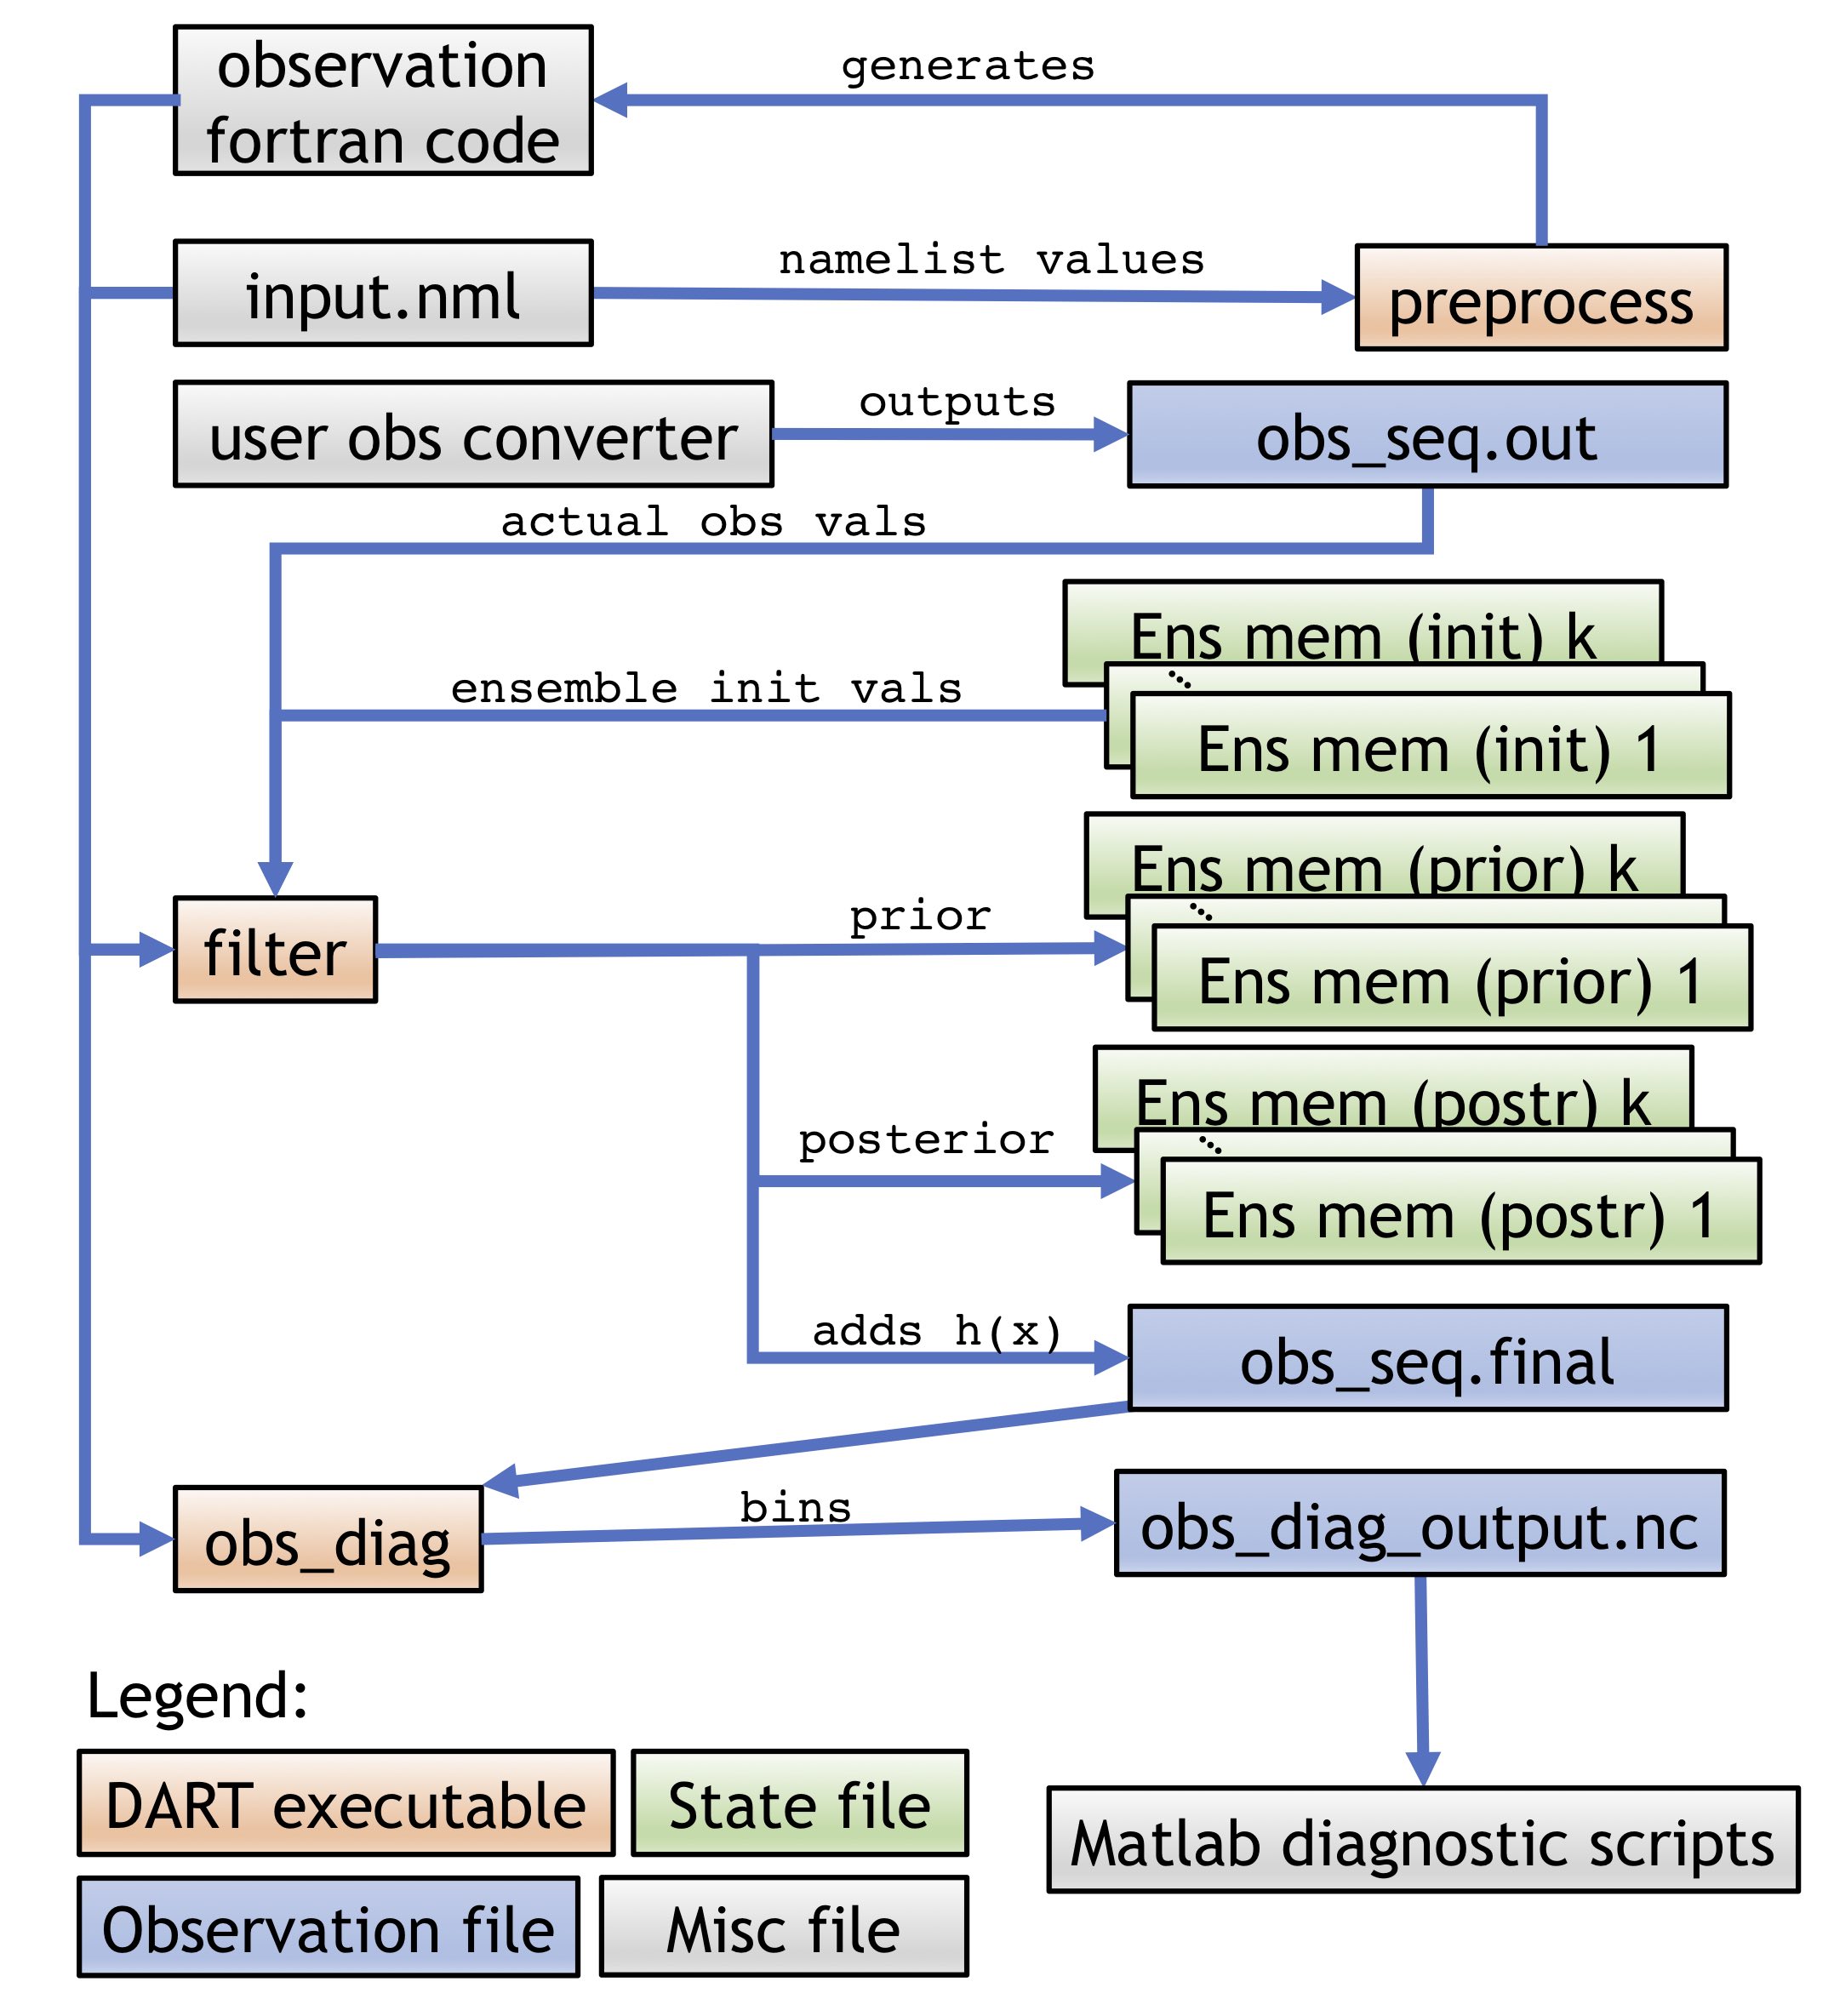 observation
fortran code
generates
input.nml
namelist values
preprocess
user obs converter
outputs
obs_seq.out
actual obs vals
Ens mem (init) k
ensemble init vals
Ens mem (init) 1
Ens mem (prior) k
filter
prior
Ens mem (prior) 1
Ens mem (postr) k
posterior
Ens mem (postr) 1
adds h(x)
obs_seq.final
obs_diag
bins
obs_diag_output.nc
Legend:
DART executable
State file
Observation file
Misc file
Matlab diagnostic scripts